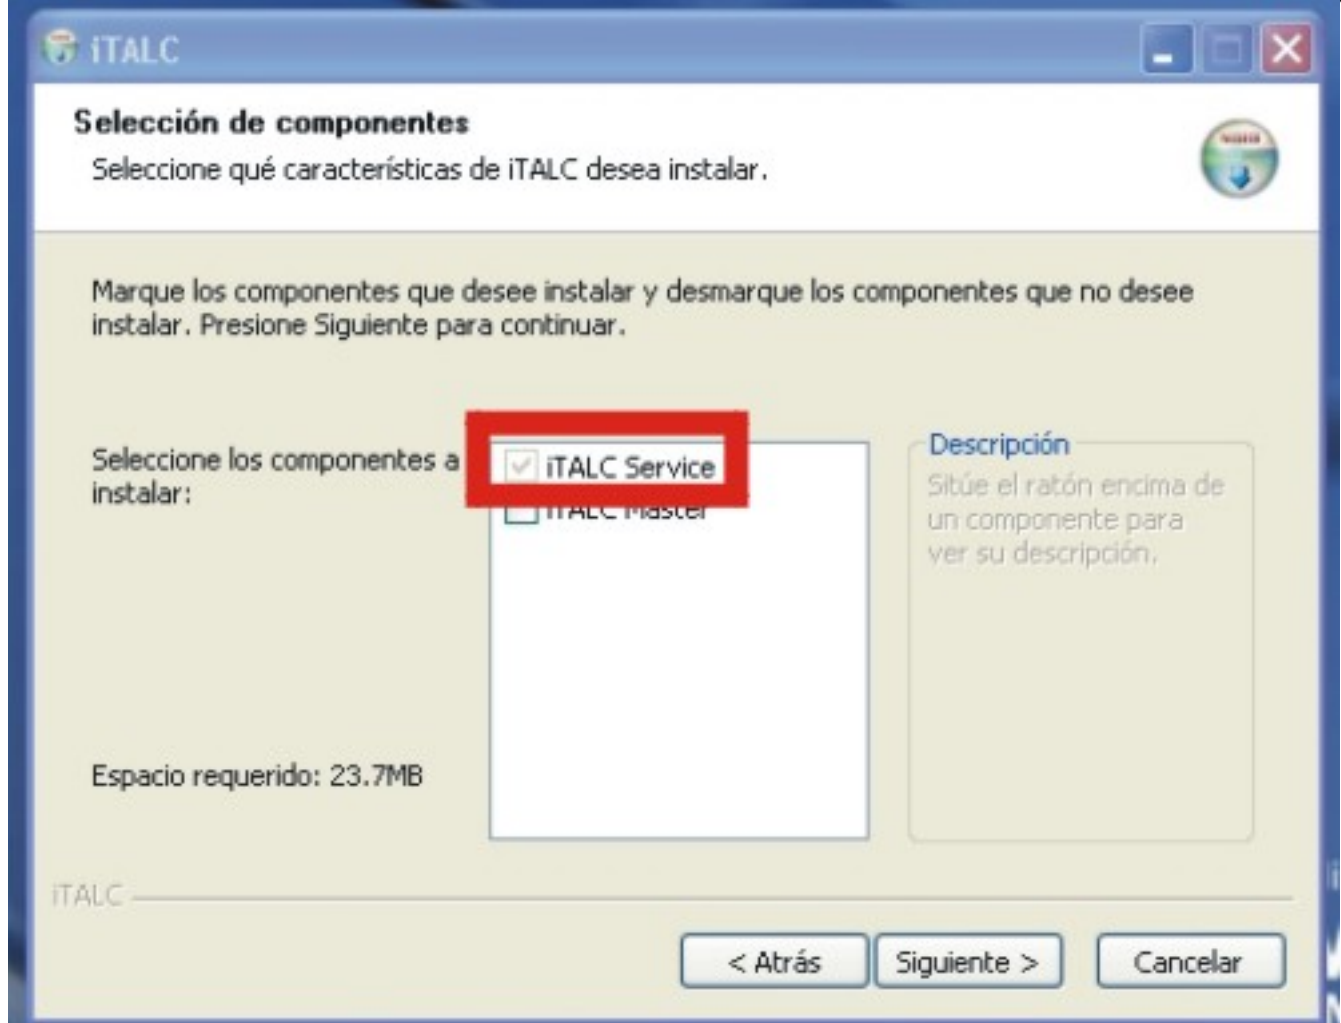 iTALC
Selección de componentes
Seleccione qué características de iTALC desea instalar.
Marque los componentes que desee instalar y desmarque los componentes que no desee
instalar. Presione Siguiente para continuar.
Seleccione los componentes a
instalar:
iTALC Service
iTALC Master
Descripción
Sitúe el ratón encima de
un componente para
ver su descripción.
Espacio requerido: 23.7MB
iTALC
< Atrás
Siguiente >
Cancelar